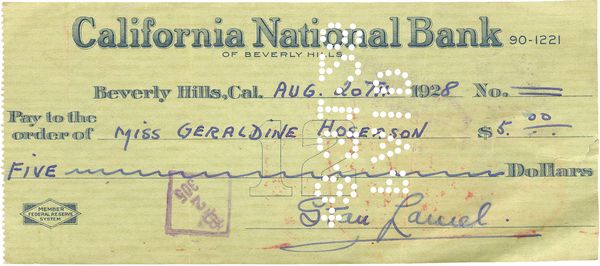 California National Bank 90-1221
OF BEVERLY HILLS
Beverly Hills, Cal. AUG. 20TH 1928 No.
Pay to the
order of MISS GERALDINE HOSERSON $ 5.00
FIVE Dollars
MEMBER
FEDERAL RESERVE
SYSTEM
Stan Laurel.